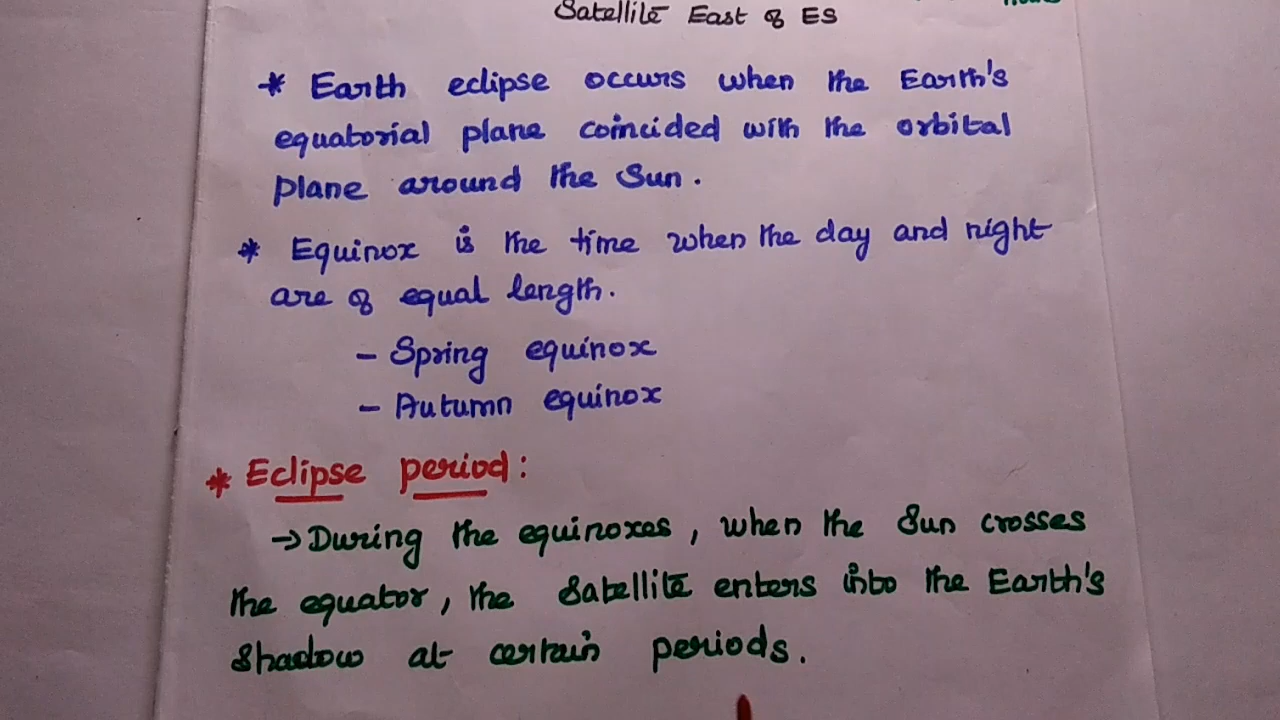 Satellite East of ES
* Earth eclipse occurs when the Earth's
equatorial plane coincided with the orbital
plane around the Sun.
* Equinox is the time when the day and night
are of equal length.
- Spring equinox
- Autumn equinox
* Eclipse period:
→ During the equinoxes, when the Sun crosses
the equator, the Satellite enters into the Earth's
Shadow at certain periods.